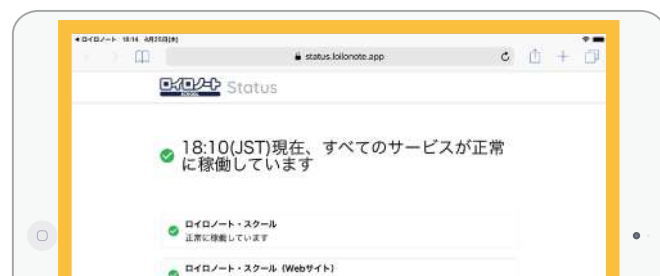 ◀ロイロノート 18:14 4月25日(木)
status.loilonote.app
ロイロノート Status
18:10(JST)現在、すべてのサービスが正常
に稼働しています
ロイロノート・スクール
正常に稼働しています
ロイロノート・スクール (Webサイト)